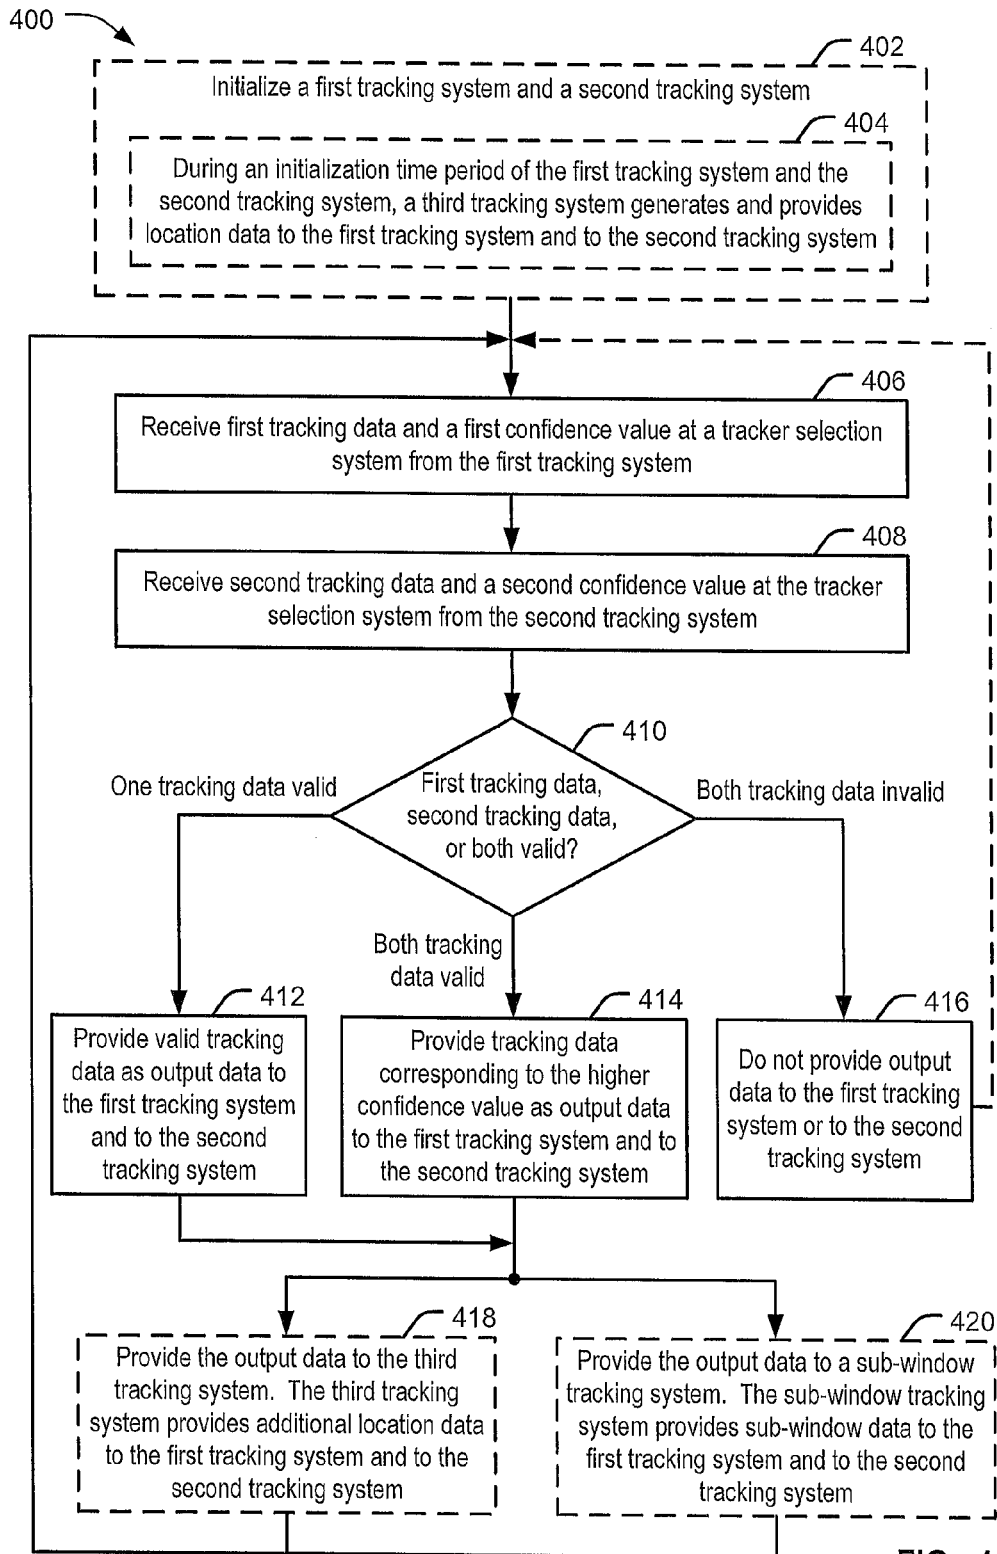 400
402
Initialize a first tracking system and a second tracking system
404
During an initialization time period of the first tracking system and the
second tracking system, a third tracking system generates and provides
location data to the first tracking system and to the second tracking system
406
Receive first tracking data and a first confidence value at a tracker selection
system from the first tracking system
408
Receive second tracking data and a second confidence value at the tracker
selection system from the second tracking system
410
First tracking data,
second tracking data,
or both valid?
One tracking data valid
Both tracking data invalid
Both tracking
data valid
412
Provide valid tracking
data as output data to
the first tracking system
and to the second
tracking system
414
Provide tracking data
corresponding to the higher
confidence value as output data
to the first tracking system and to
the second tracking system
416
Do not provide output
data to the first tracking
system or to the second
tracking system
418
Provide the output data to the third
tracking system. The third tracking
system provides additional location data
to the first tracking system and to the
second tracking system
420
Provide the output data to a sub-window
tracking system. The sub-window tracking
system provides sub-window data to the
first tracking system and to the second
tracking system